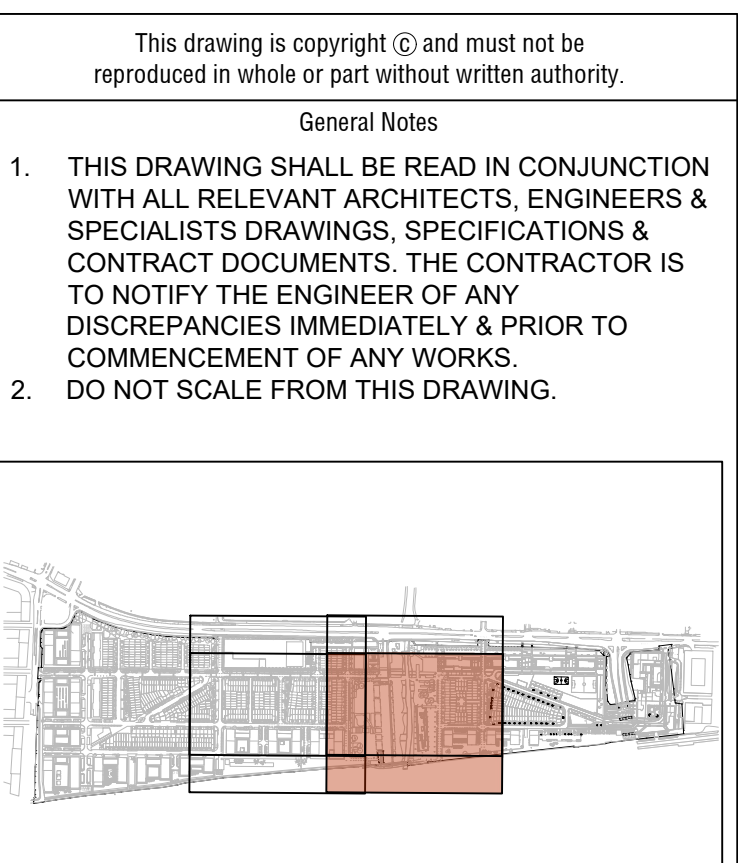 This drawing is copyright © and must not be
reproduced in whole or part without written authority.
General Notes
1. THIS DRAWING SHALL BE READ IN CONJUNCTION
WITH ALL RELEVANT ARCHITECTS, ENGINEERS &
SPECIALISTS DRAWINGS, SPECIFICATIONS &
CONTRACT DOCUMENTS. THE CONTRACTOR IS
TO NOTIFY THE ENGINEER OF ANY
DISCREPANCIES IMMEDIATELY & PRIOR TO
COMMENCEMENT OF ANY WORKS.
2. DO NOT SCALE FROM THIS DRAWING.